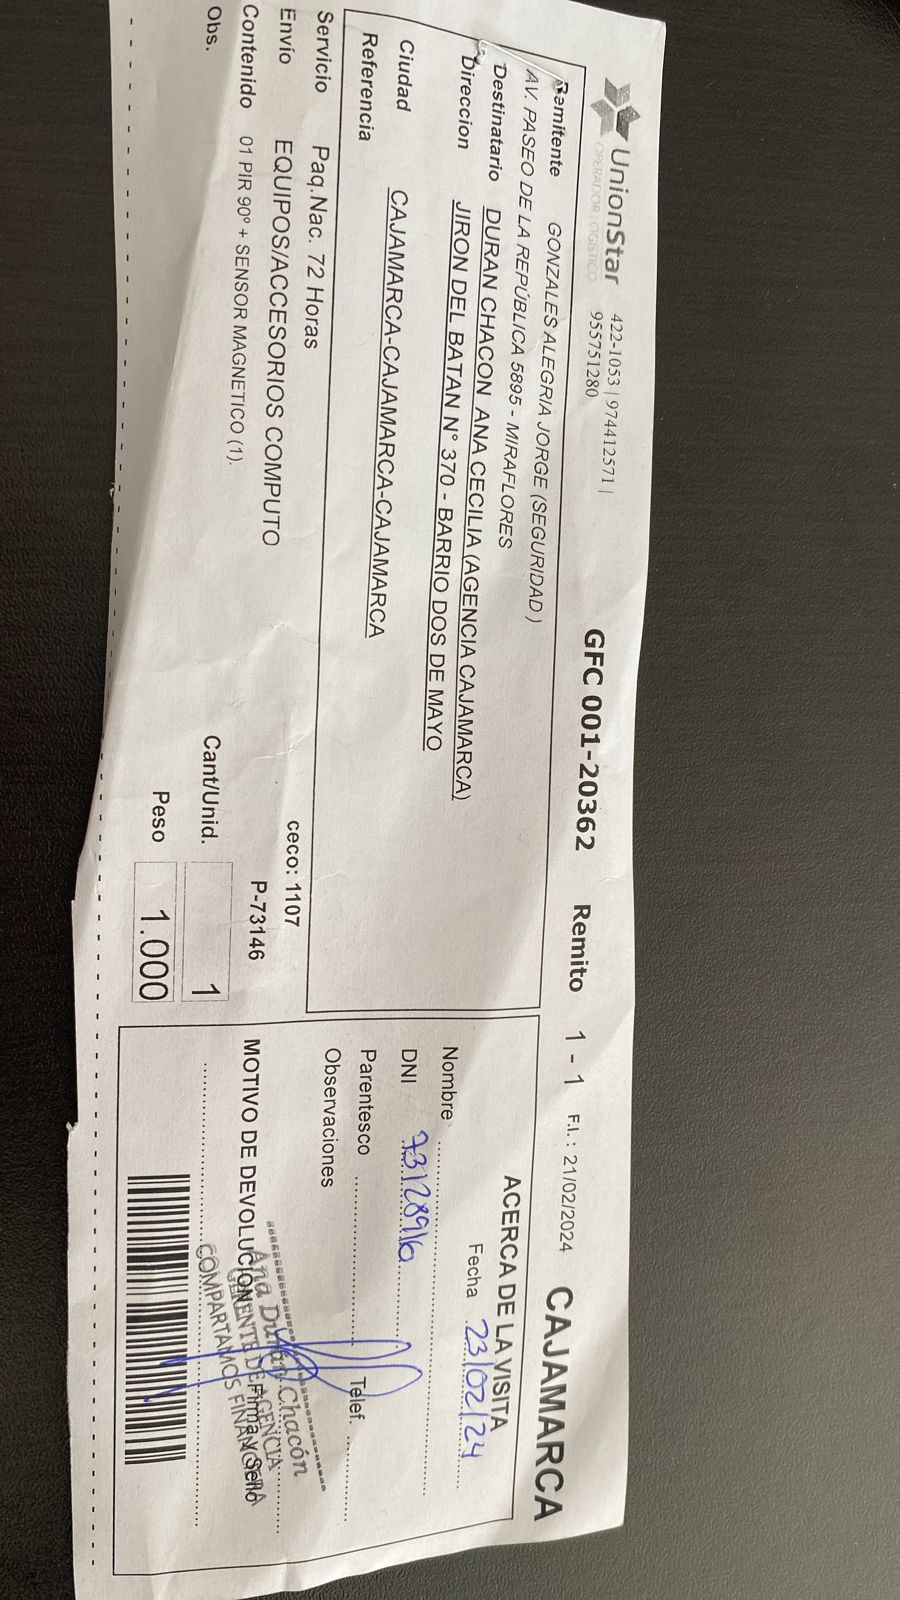 UnionStar
OPERADOR LOGISTICO
422-1053 | 974412571 |
955751280
GFC 001-20362 Remito 1 - 1 F.I. : 21/02/2024 CAJAMARCA
Remitente GONZALES ALEGRIA JORGE (SEGURIDAD )
AV. PASEO DE LA REPÚBLICA 5895 - MIRAFLORES
Destinatario DURAN CHACON ANA CECILIA (AGENCIA CAJAMARCA)
Direccion JIRON DEL BATAN N° 370 - BARRIO DOS DE MAYO
Ciudad CAJAMARCA-CAJAMARCA-CAJAMARCA
Referencia
Servicio Paq.Nac. 72 Horas
Envío EQUIPOS/ACCESORIOS COMPUTO
ceco: 1107
Contenido 01 PIR 90° + SENSOR MAGNETICO (1).
P-73146
Obs.
Cant/Unid. 1
Peso 1.000
ACERCA DE LA VISITA
Fecha 23/02/24
Nombre
DNI 73128916
Parentesco
Telef.
Observaciones
MOTIVO DE DEVOLUCION
Firma y Sello
Ana Durán Chacón
GERENTE DE AGENCIA
COMPARTAMOS FINANCIERA